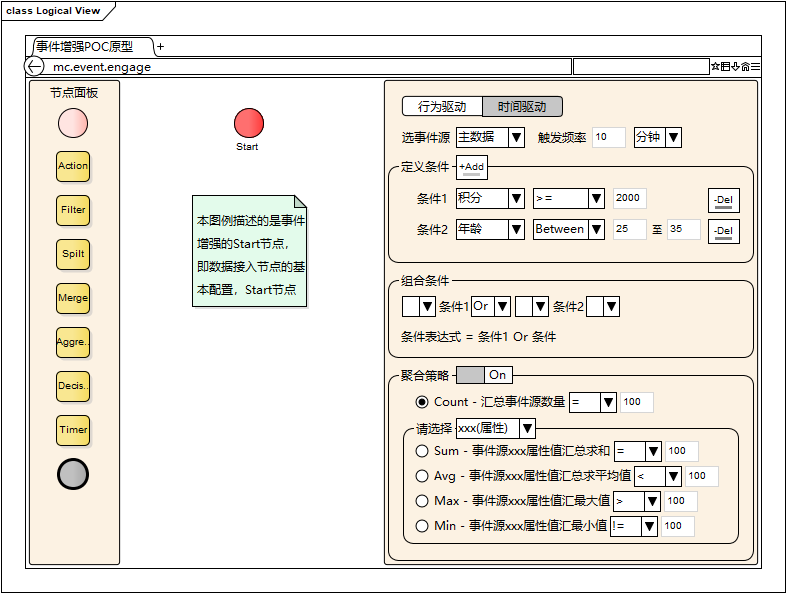 class Logical View
事件增强POC原型
+
mc.event.engage
节点面板
Action
Filter
Spilt
Merge
Aggre..
Decis..
Timer
Start
本图例描述的是事件
增强的Start节点，
即数据接入节点的基
本配置，Start节点
行为驱动 时间驱动
选事件源 主数据 触发频率 10 分钟
定义条件 +Add
条件1 积分 >= 2000 -Del
条件2 年龄 Between 25 至 35 -Del
组合条件
条件1 Or 条件2
条件表达式 = 条件1 Or 条件
聚合策略 On
Count - 汇总事件源数量 = 100
请选择 xxx(属性)
Sum - 事件源xxx属性值汇总求和 = 100
Avg - 事件源xxx属性值汇总求平均值 < 100
Max - 事件源xxx属性值汇最大值 > 100
Min - 事件源xxx属性值汇最小值 != 100